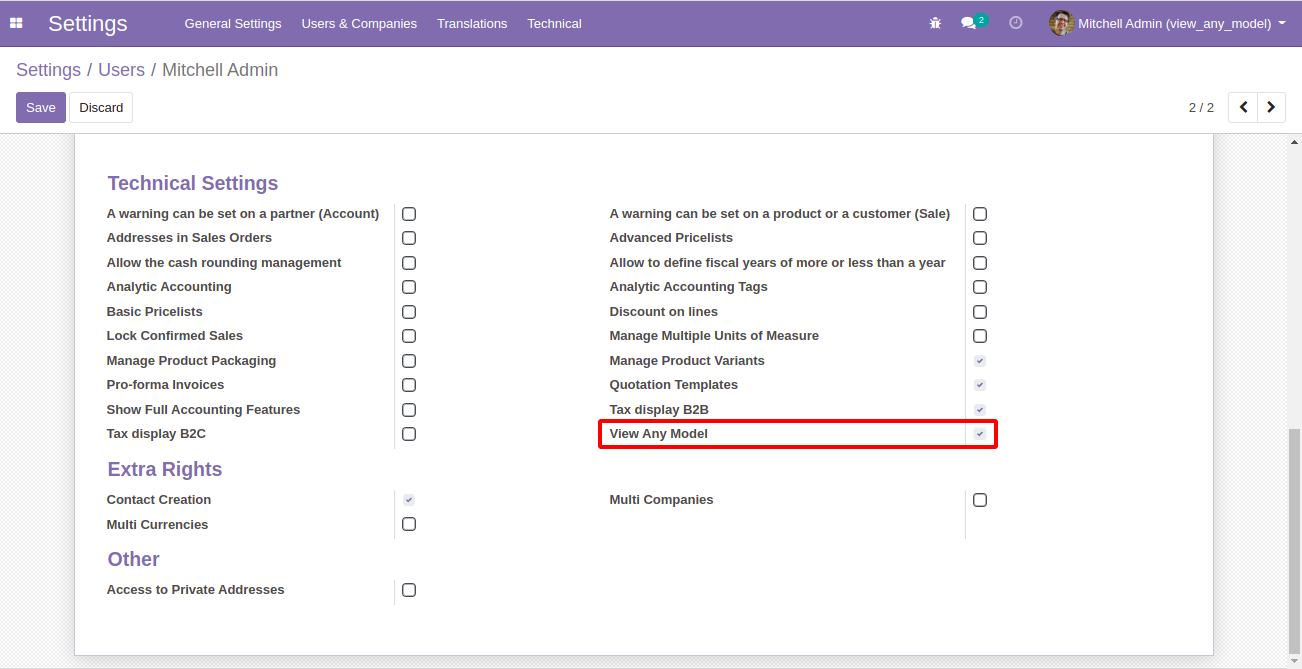 Settings General Settings Users & Companies Translations Technical 2 Mitchell Admin (view_any_model)
Settings / Users / Mitchell Admin
Save Discard 2 / 2
Technical Settings
A warning can be set on a partner (Account) A warning can be set on a product or a customer (Sale)
Addresses in Sales Orders Advanced Pricelists
Allow the cash rounding management Allow to define fiscal years of more or less than a year
Analytic Accounting Analytic Accounting Tags
Basic Pricelists Discount on lines
Lock Confirmed Sales Manage Multiple Units of Measure
Manage Product Packaging Manage Product Variants
Pro-forma Invoices Quotation Templates
Show Full Accounting Features Tax display B2B
Tax display B2C View Any Model
Extra Rights
Contact Creation Multi Companies
Multi Currencies
Other
Access to Private Addresses